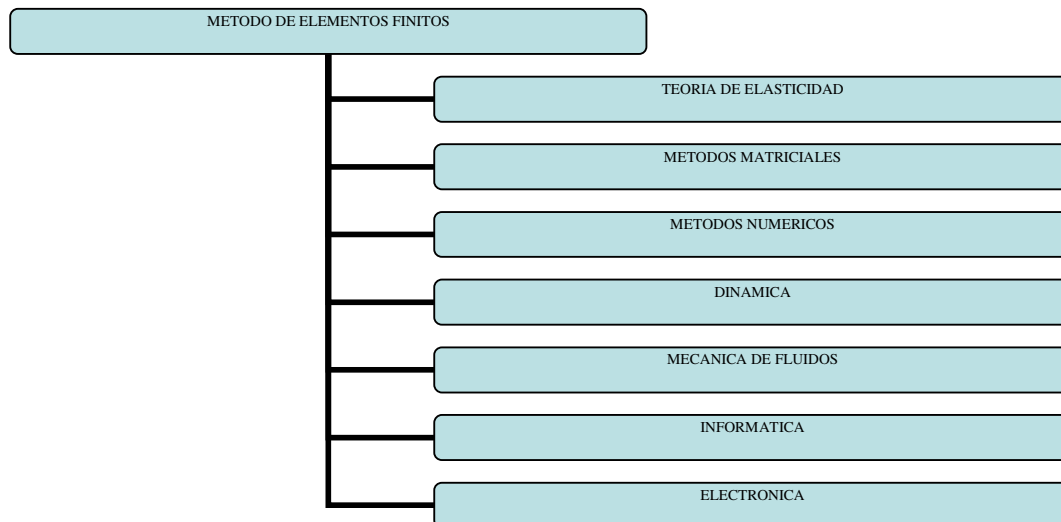 METODO DE ELEMENTOS FINITOS
TEORIA DE ELASTICIDAD
METODOS MATRICIALES
METODOS NUMERICOS
DINAMICA
MECANICA DE FLUIDOS
INFORMATICA
ELECTRONICA